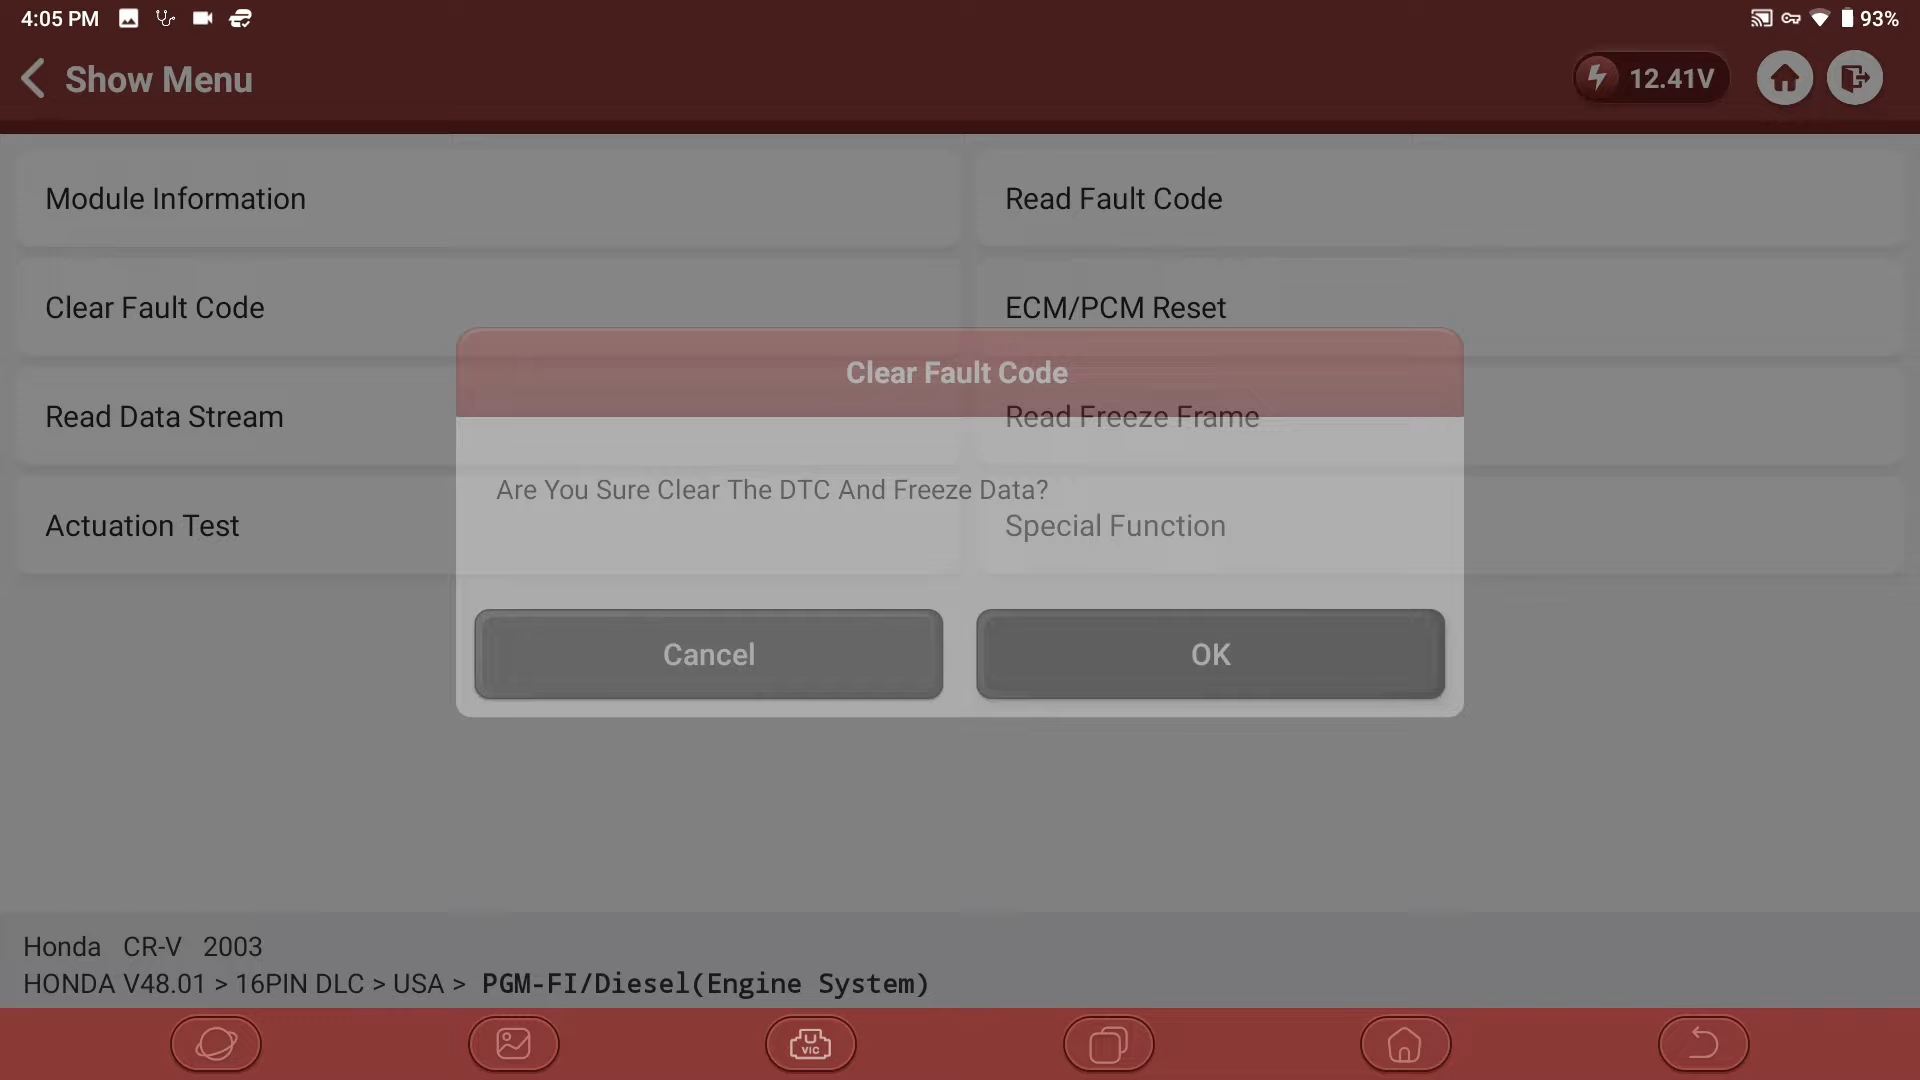 4:05 PM
93%
Show Menu
12.41V
Module Information
Read Fault Code
Clear Fault Code
ECM/PCM Reset
Clear Fault Code
Read Data Stream
Read Freeze Frame
Are You Sure Clear The DTC And Freeze Data?
Actuation Test
Special Function
Cancel
OK
Honda CR-V 2003
HONDA V48.01 > 16PIN DLC > USA > PGM-FI/Diesel(Engine System)
VIC